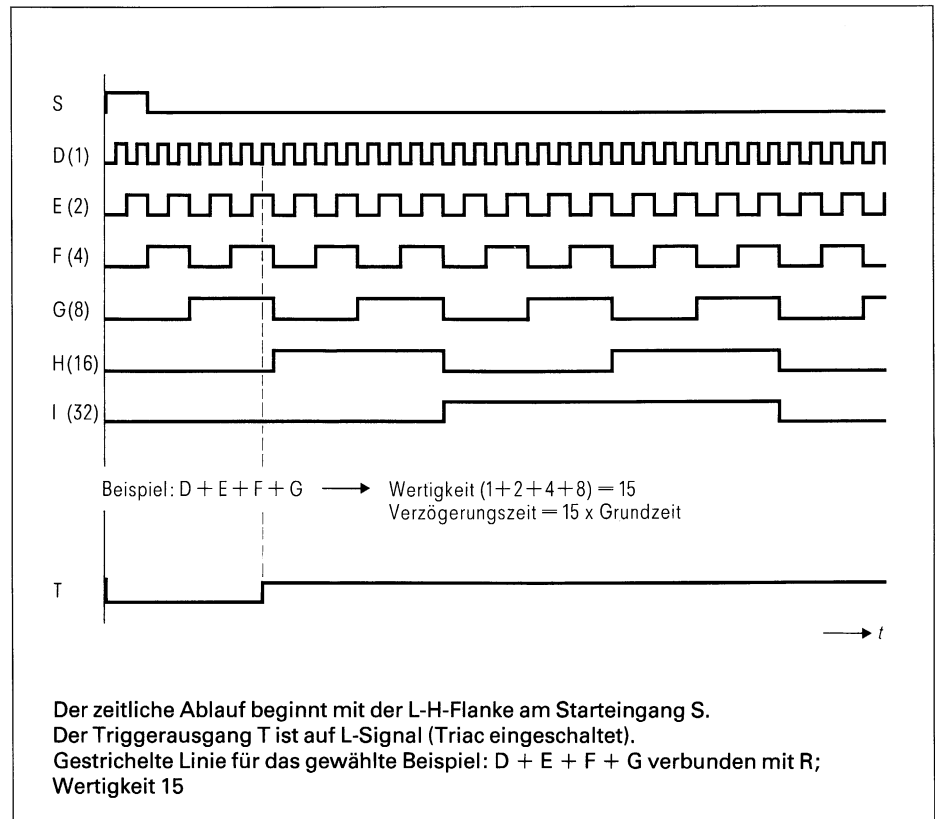 S
D(1)
E (2)
F (4)
G(8)
H(16)
I (32)
Beispiel: D + E + F + G ⟶ Wertigkeit (1+2+4+8) = 15
Verzögerungszeit = 15 x Grundzeit
T
⟶ t
Der zeitliche Ablauf beginnt mit der L-H-Flanke am Starteingang S.
Der Triggerausgang T ist auf L-Signal (Triac eingeschaltet).
Gestrichelte Linie für das gewählte Beispiel: D + E + F + G verbunden mit R;
Wertigkeit 15